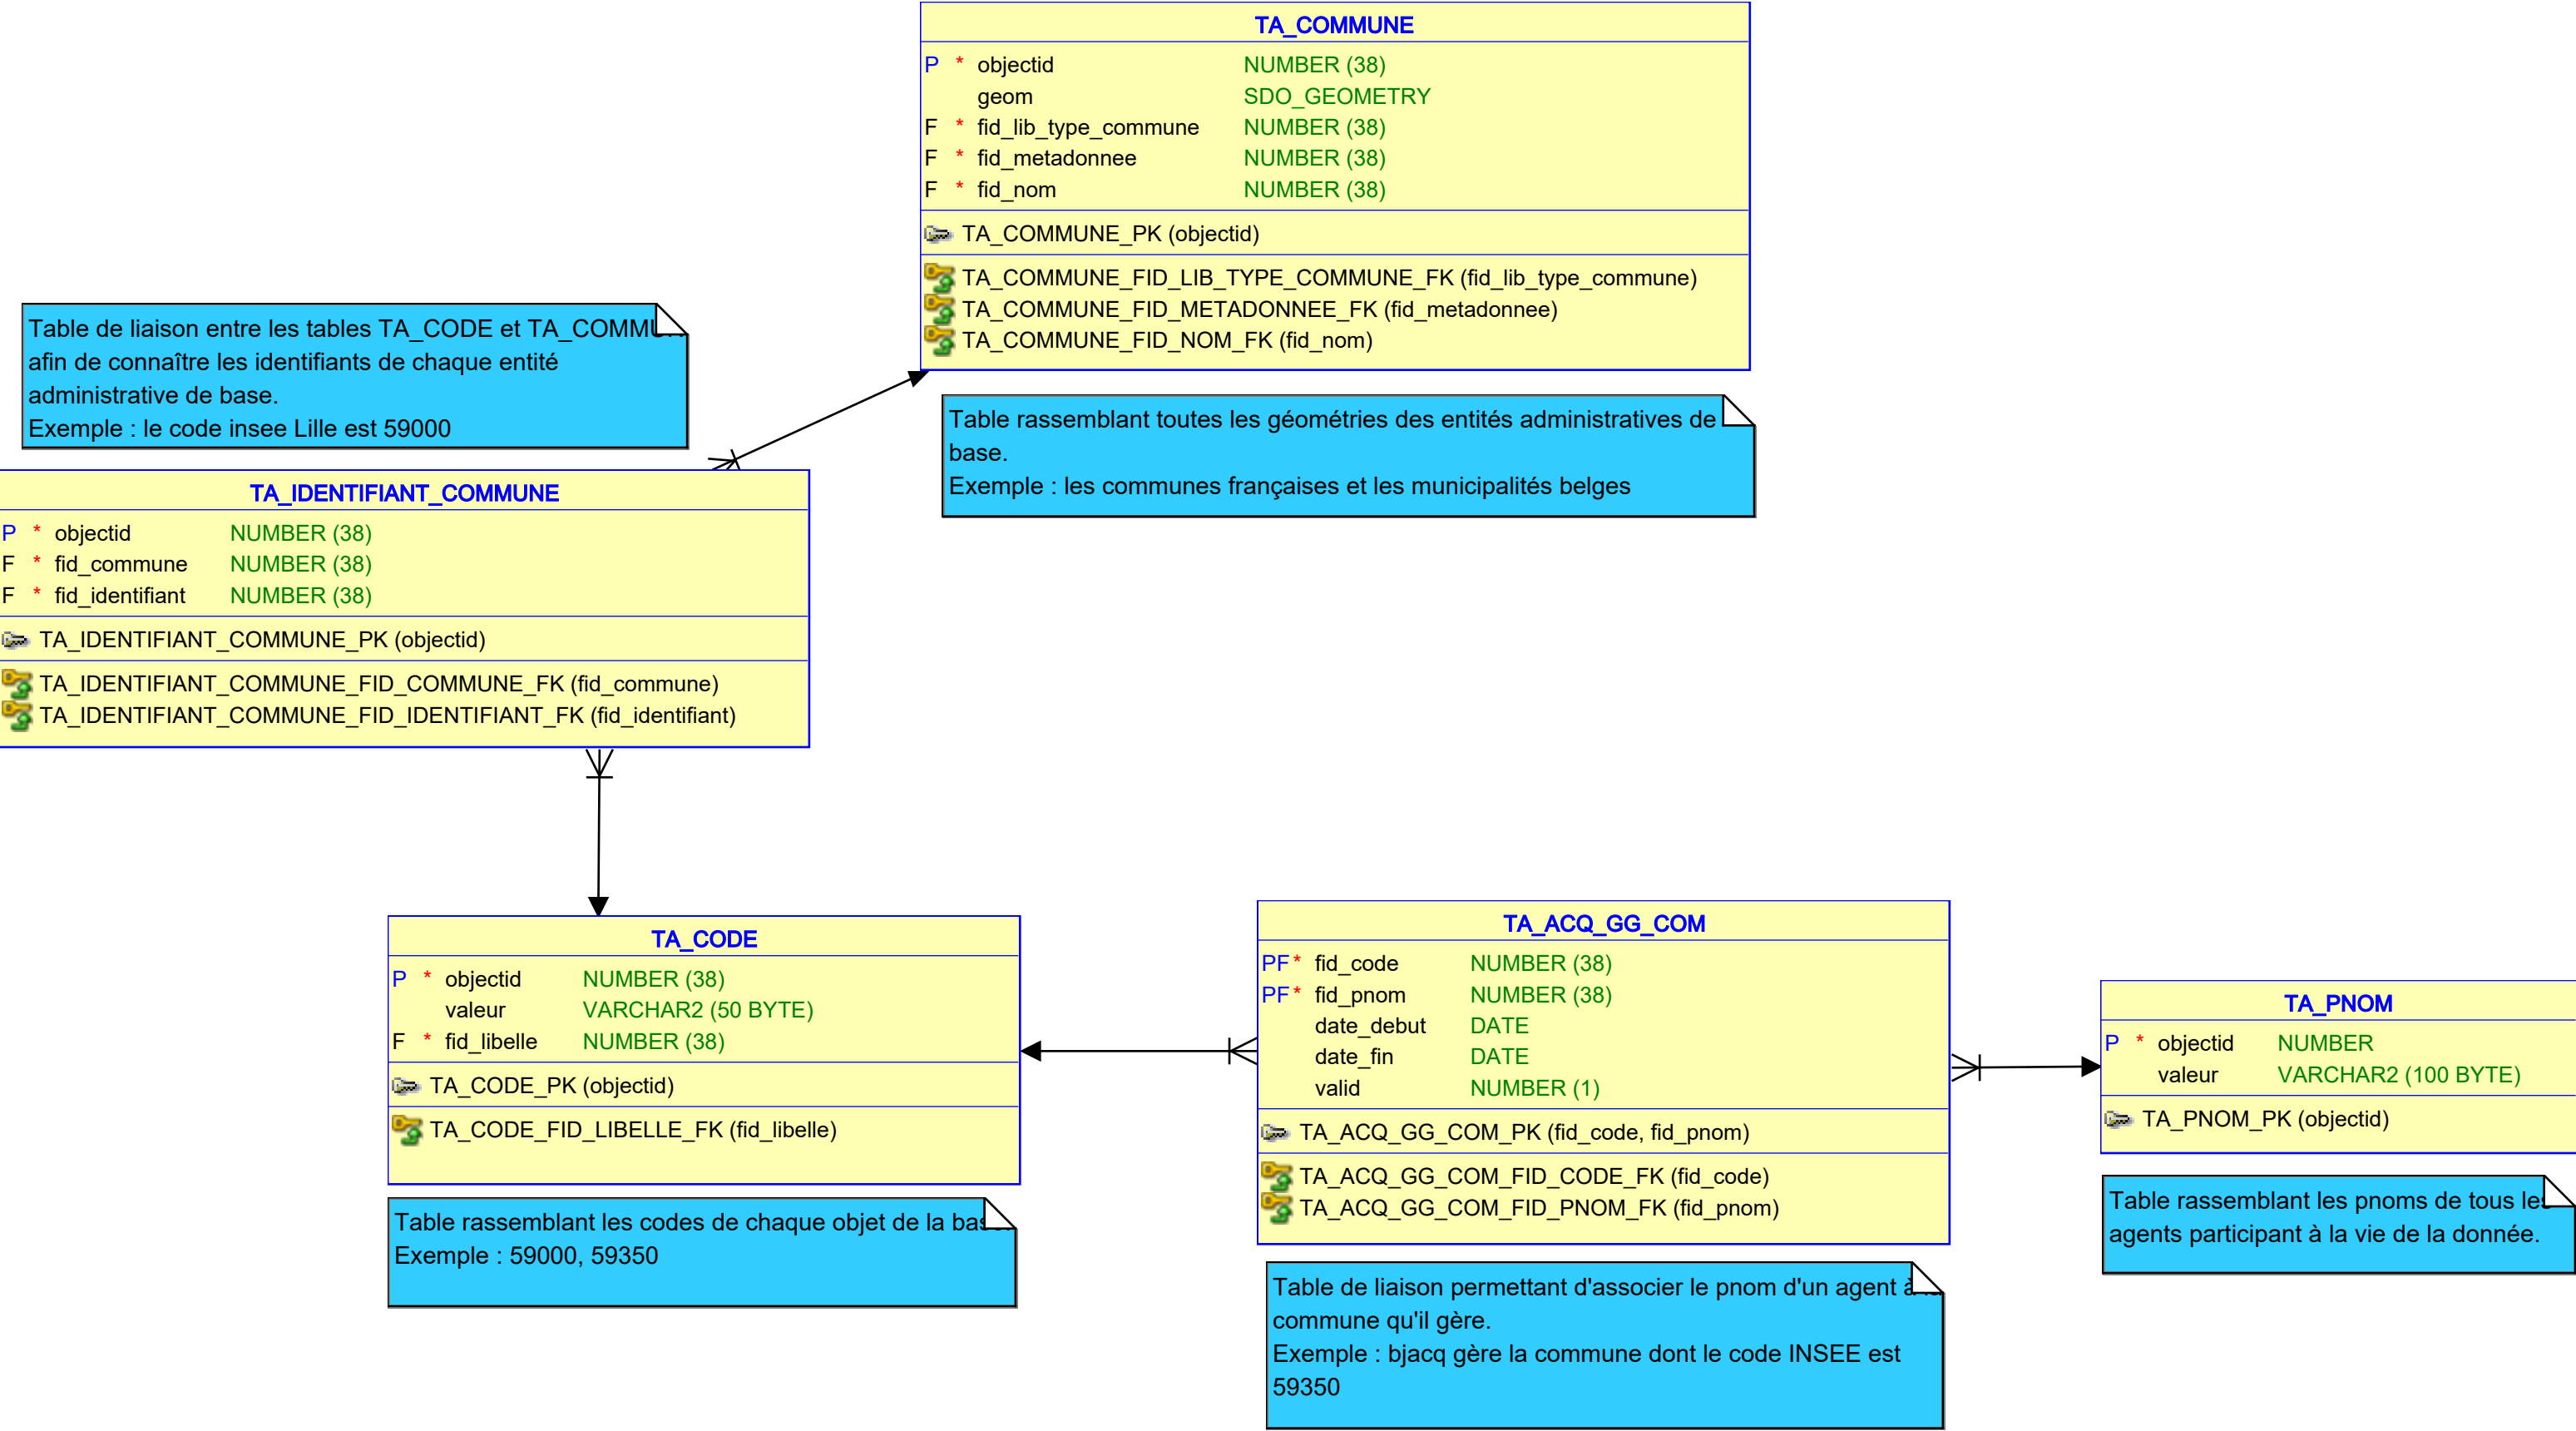 TA_COMMUNE
P * objectid NUMBER (38)
geom SDO_GEOMETRY
F * fid_lib_type_commune NUMBER (38)
F * fid_metadonnee NUMBER (38)
F * fid_nom NUMBER (38)
TA_COMMUNE_PK (objectid)
TA_COMMUNE_FID_LIB_TYPE_COMMUNE_FK (fid_lib_type_commune)
TA_COMMUNE_FID_METADONNEE_FK (fid_metadonnee)
TA_COMMUNE_FID_NOM_FK (fid_nom)
Table de liaison entre les tables TA_CODE et
afin de connaître les identifiants de chaque entité
administrative de base.
Exemple : le code insee Lille est 59000
Table rassemblant toutes les géométries des entités administratives de
base.
Exemple : les communes françaises et les municipalités belges
TA_IDENTIFIANT_COMMUNE
P * objectid NUMBER (38)
F * fid_commune NUMBER (38)
F * fid_identifiant NUMBER (38)
TA_IDENTIFIANT_COMMUNE_PK (objectid)
TA_IDENTIFIANT_COMMUNE_FID_COMMUNE_FK (fid_commune)
TA_IDENTIFIANT_COMMUNE_FID_IDENTIFIANT_FK (fid_identifiant)
TA_CODE
P * objectid NUMBER (38)
valeur VARCHAR2 (50 BYTE)
F * fid_libelle NUMBER (38)
TA_CODE_PK (objectid)
TA_CODE_FID_LIBELLE_FK (fid_libelle)
Table rassemblant les codes de chaque objet de la
Exemple : 59000, 59350
TA_ACQ_GG_COM
PF * fid_code NUMBER (38)
PF * fid_pnom NUMBER (38)
date_debut DATE
date_fin DATE
valid NUMBER (1)
TA_ACQ_GG_COM_PK (fid_code, fid_pnom)
TA_ACQ_GG_COM_FID_CODE_FK (fid_code)
TA_ACQ_GG_COM_FID_PNOM_FK (fid_pnom)
Table de liaison permettant d'associer le pnom d'un agent à
commune qu'il gère.
Exemple : bjacq gère la commune dont le code INSEE est
59350
TA_PNOM
P * objectid NUMBER
valeur VARCHAR2 (100 BYTE)
TA_PNOM_PK (objectid)
Table rassemblant les pnoms de tous les
agents participant à la vie de la donnée.